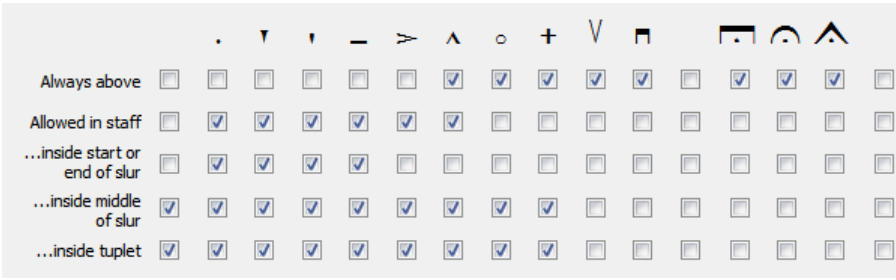 Always above
Allowed in staff
...inside start or
end of slur
...inside middle
of slur
...inside tuplet